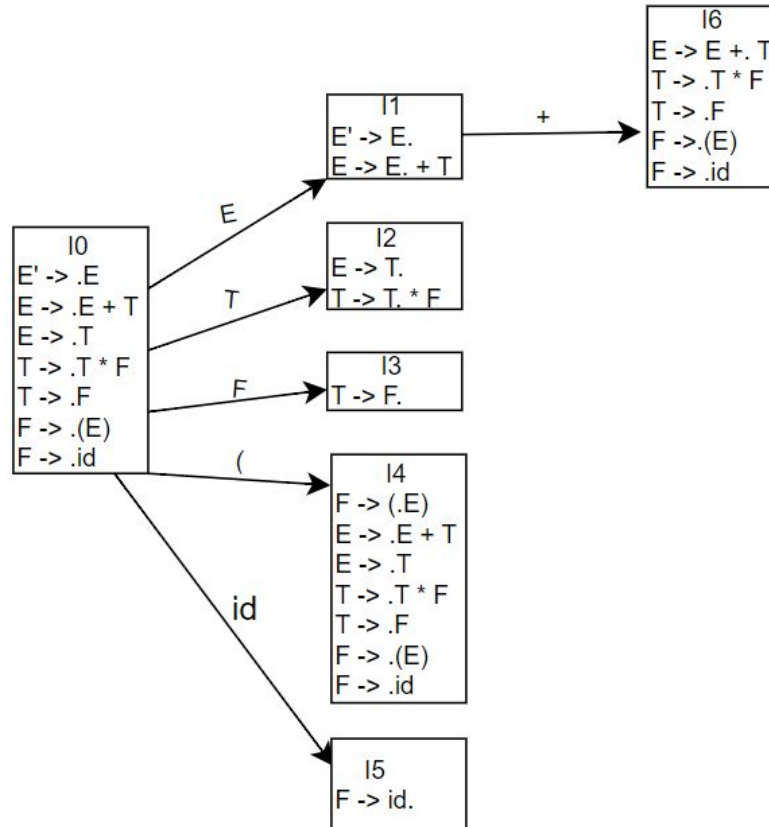 I6
E -> E +. T
T -> .T * F
T -> .F
F ->.(E)
F -> .id
I1
E' -> E.
E -> E. + T
+
E
I0
E' -> .E
E -> .E + T
E -> .T
T -> .T * F
T -> .F
F -> .(E)
F -> .id
T
I2
E -> T.
T -> T. * F
F
I3
T -> F.
(
I4
F -> (.E)
E -> .E + T
E -> .T
T -> .T * F
T -> .F
F -> .(E)
F -> .id
id
I5
F -> id.